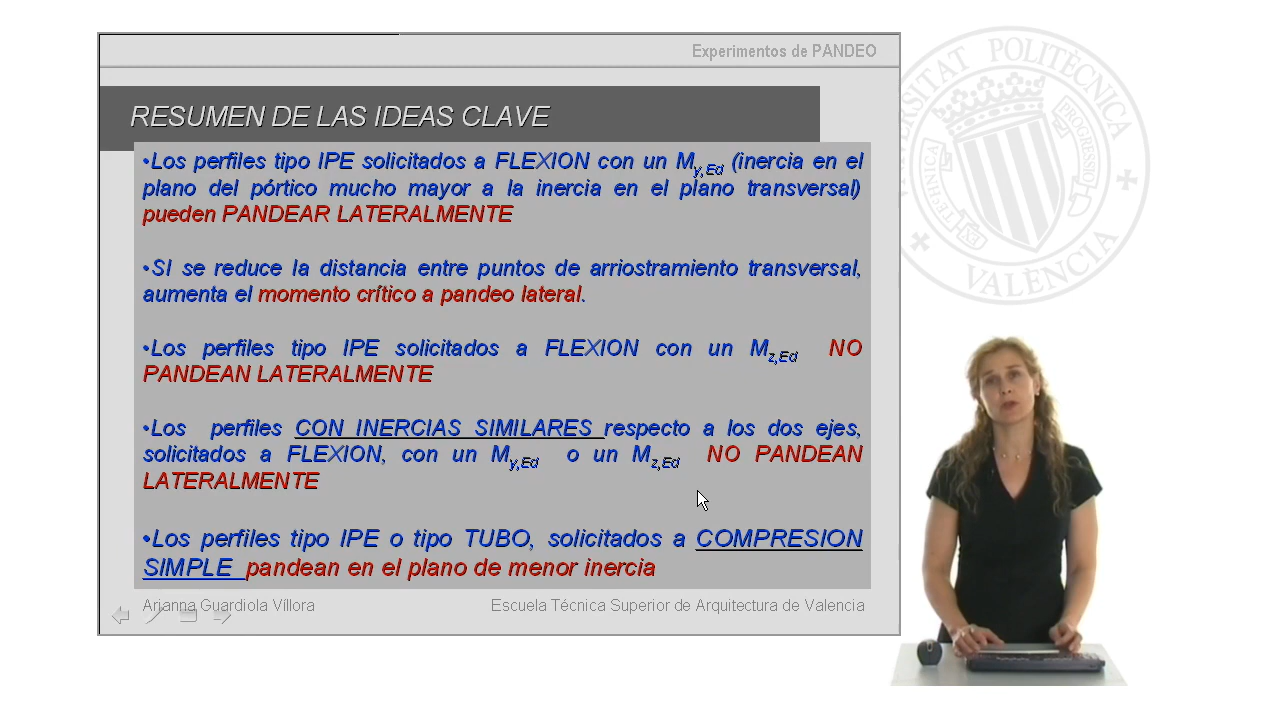 Experimentos de PANDEO
RESUMEN DE LAS IDEAS CLAVE
•Los perfiles tipo IPE solicitados a FLEXION con un My,Ed (inercia en el
plano del pórtico mucho mayor a la inercia en el plano transversal)
pueden PANDEAR LATERALMENTE
•SI se reduce la distancia entre puntos de arriostramiento transversal,
aumenta el momento crítico a pandeo lateral.
•Los perfiles tipo IPE solicitados a FLEXION con un Mz,Ed NO
PANDEAN LATERALMENTE
•Los perfiles CON INERCIAS SIMILARES respecto a los dos ejes,
solicitados a FLEXION, con un My,Ed o un Mz,Ed NO PANDEAN
LATERALMENTE
•Los perfiles tipo IPE o tipo TUBO, solicitados a COMPRESION
SIMPLE pandean en el plano de menor inercia
Arianna Guardiola Víllora
Escuela Técnica Superior de Arquitectura de Valencia
POLITÈCNICA
VALÈNCIA